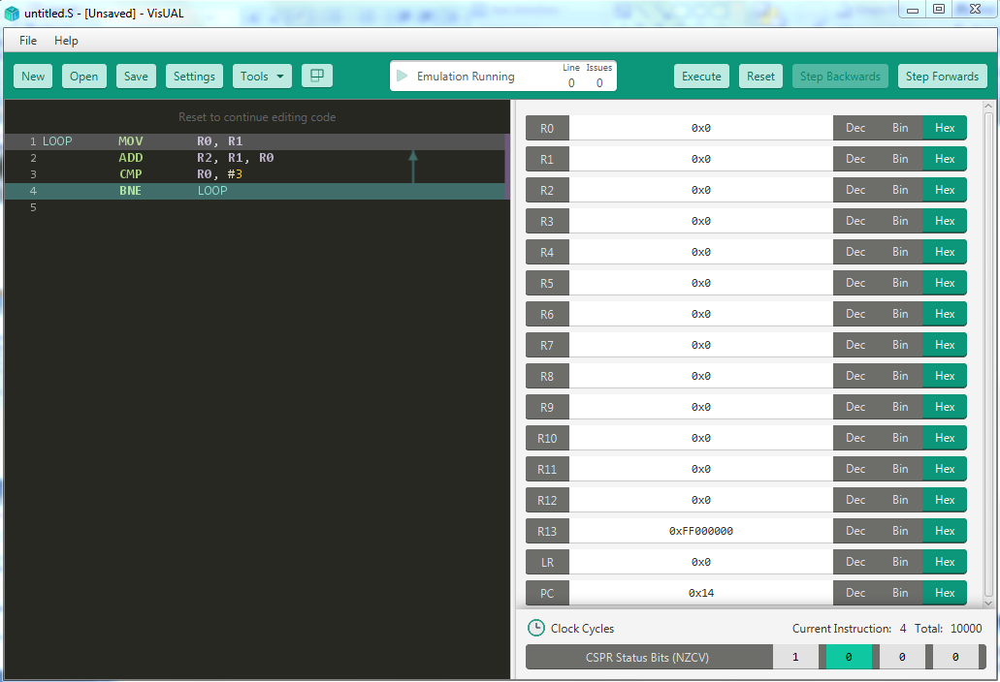 untitled.S - [Unsaved] - VisUAL
File Help
New Open Save Settings Tools Emulation Running Line Issues 0 0 Execute Reset Step Backwards Step Forwards
Reset to continue editing code
1 LOOP MOV R0, R1
2 ADD R2, R1, R0
3 CMP R0, #3
4 BNE LOOP
5
R0 0x0 Dec Bin Hex
R1 0x0 Dec Bin Hex
R2 0x0 Dec Bin Hex
R3 0x0 Dec Bin Hex
R4 0x0 Dec Bin Hex
R5 0x0 Dec Bin Hex
R6 0x0 Dec Bin Hex
R7 0x0 Dec Bin Hex
R8 0x0 Dec Bin Hex
R9 0x0 Dec Bin Hex
R10 0x0 Dec Bin Hex
R11 0x0 Dec Bin Hex
R12 0x0 Dec Bin Hex
R13 0xFF000000 Dec Bin Hex
LR 0x0 Dec Bin Hex
PC 0x14 Dec Bin Hex
Clock Cycles Current Instruction: 4 Total: 10000
CSPR Status Bits (NZCV) 1 0 0 0